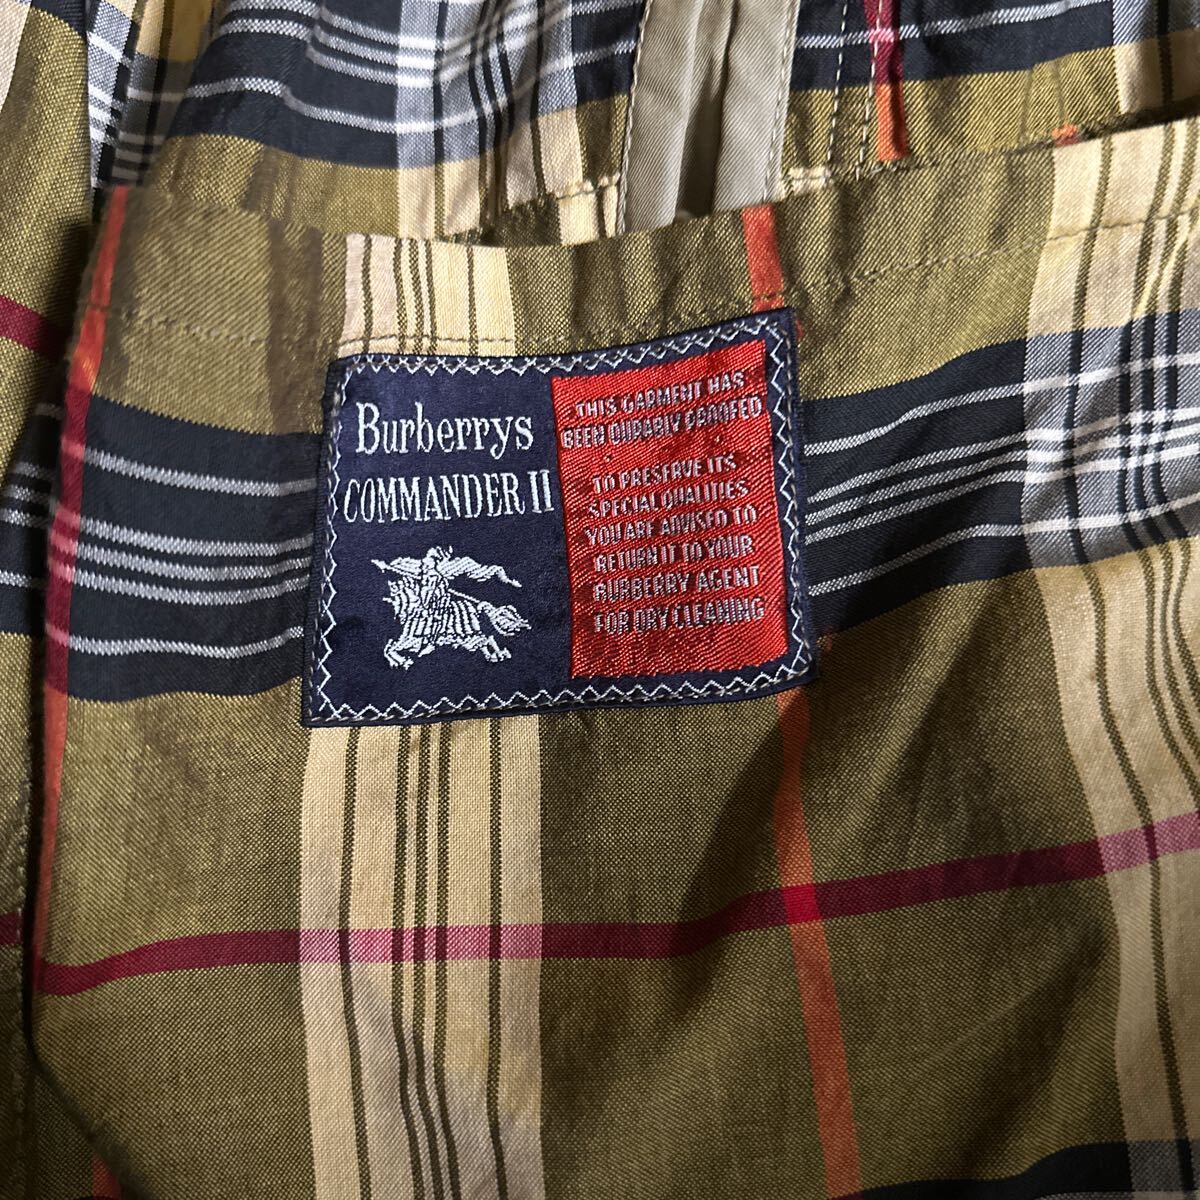 Burberrys
COMMANDER II
THIS GARMENT HAS
BEEN DURABLY PROOFED
TO PRESERVE ITS
SPECIAL QUALITIES
YOU ARE ADVISED TO
RETURN IT TO YOUR
BURBERRY AGENT
FOR DRY CLEANING